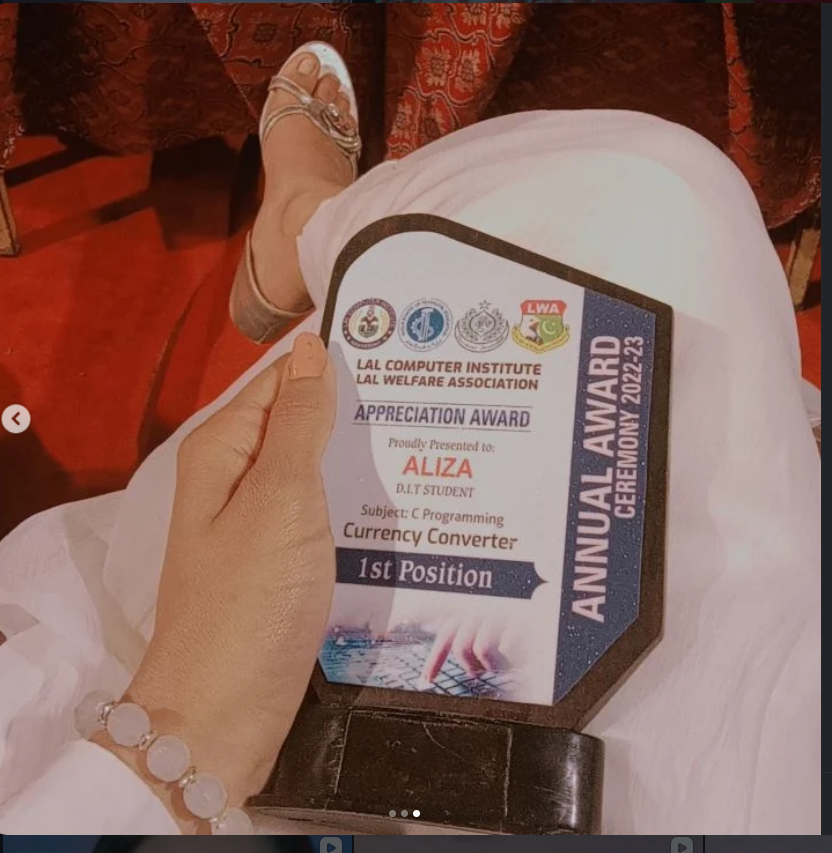 LWA
LAL COMPUTER INSTITUTE
LAL WELFARE ASSOCIATION
APPRECIATION AWARD
Proudly Presented to:
ALIZA
D.I.T STUDENT
Subject: C Programming
Currency Converter
1st Position
ANNUAL AWARD
CEREMONY 2022-23